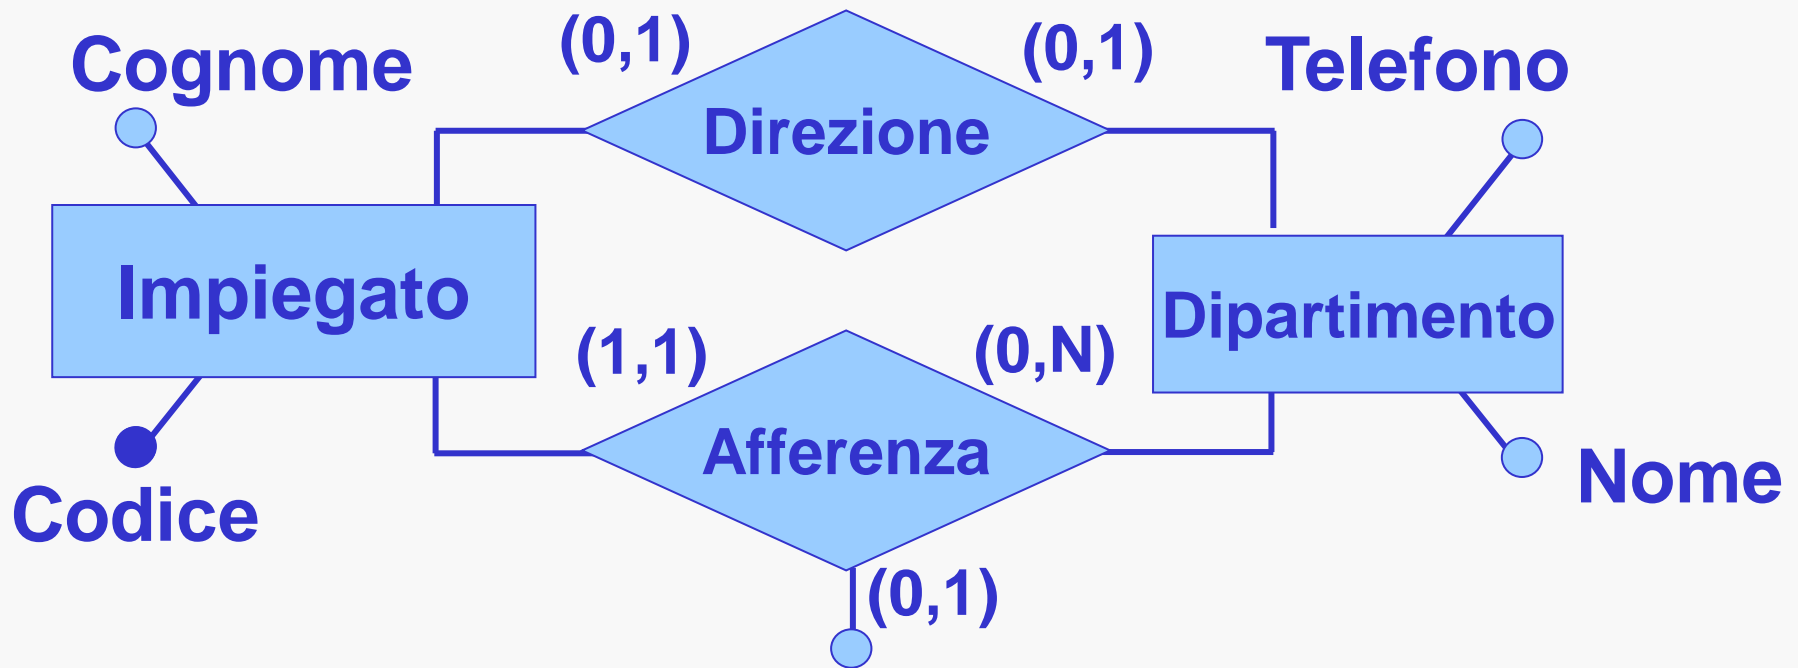 Cognome
(0,1)
(0,1)
Telefono
Direzione
Impiegato
Dipartimento
(1,1)
(0,N)
Afferenza
Codice
Nome
(0,1)